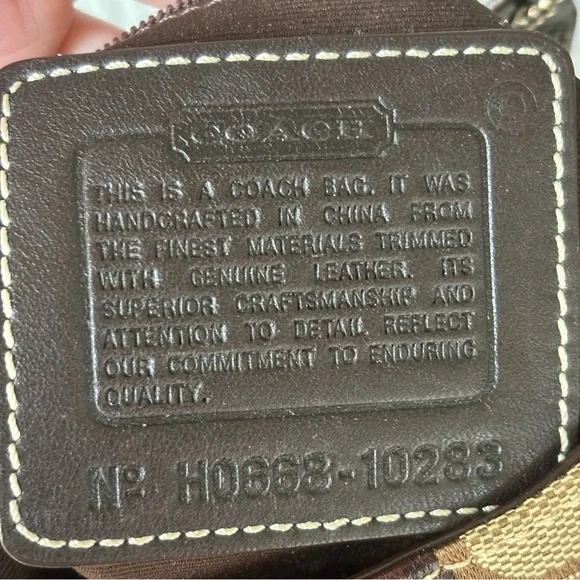 COACH
THIS IS A COACH BAG. IT WAS
HANDCRAFTED IN CHINA FROM
THE FINEST MATERIALS TRIMMED
WITH GENUINE LEATHER. ITS
SUPERIOR CRAFTSMANSHIP AND
ATTENTION TO DETAIL REFLECT
OUR COMMITMENT TO ENDURING
QUALITY.
Nº H0668-10283